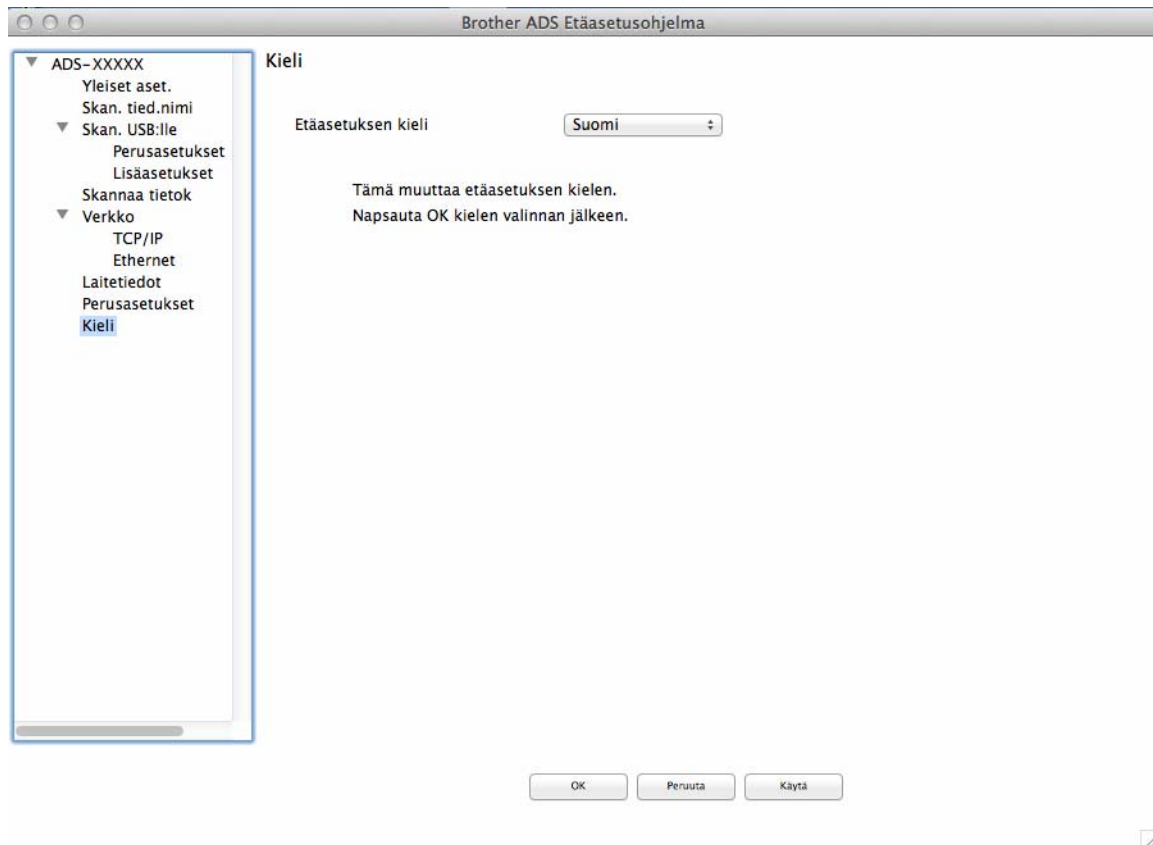 Brother ADS Etäasetusohjelma
ADS-XXXXX
Yleiset aset.
Skan. tied.nimi
Skan. USB:lle
Perusasetukset
Lisäasetukset
Skannaa tietok
Verkko
TCP/IP
Ethernet
Laitetiedot
Perusasetukset
Kieli
Kieli
Etäasetuksen kieli Suomi
Tämä muuttaa etäasetuksen kielen.
Napsauta OK kielen valinnan jälkeen.
OK Peruuta Käytä